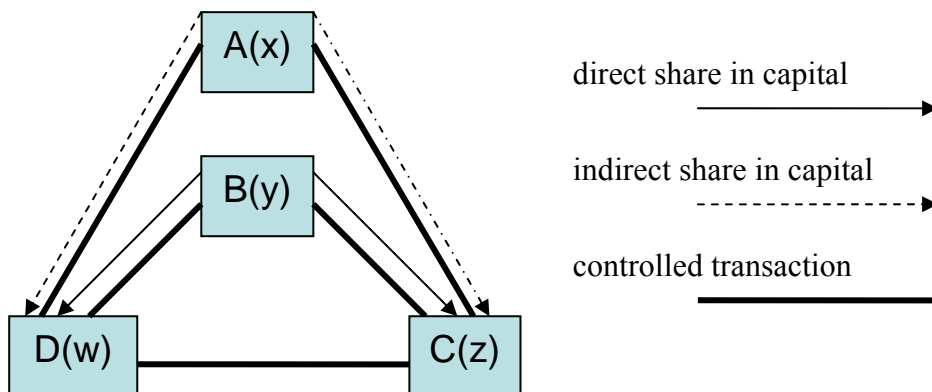 A(x)
direct share in capital
B(y)
indirect share in capital
controlled transaction
D(w)
C(z)